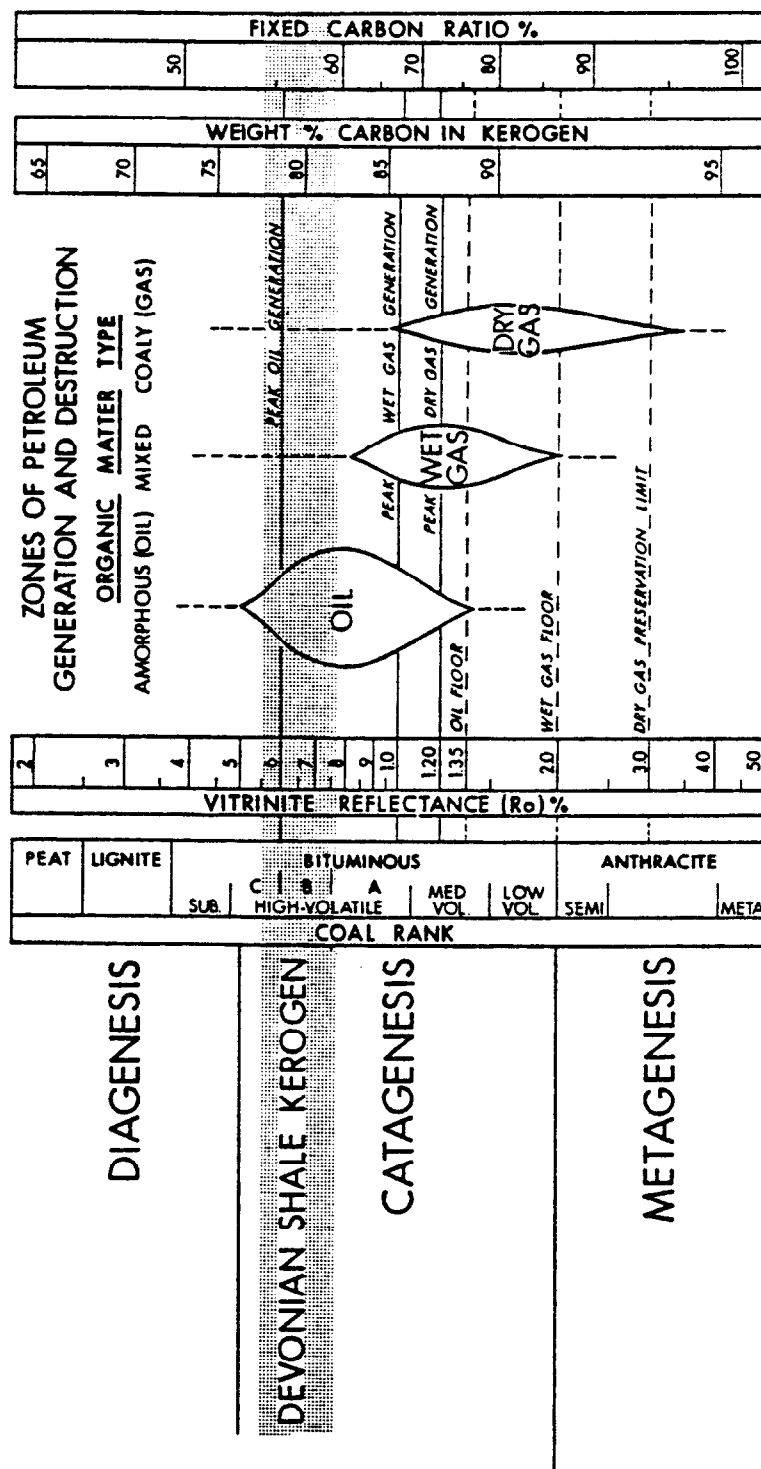 FIXED CARBON RATIO %
50 60 70 80 90 100
WEIGHT % CARBON IN KEROGEN
65 70 75 80 85 90 95
ZONES OF PETROLEUM
GENERATION AND DESTRUCTION
ORGANIC MATTER TYPE
AMORPHOUS (OIL) MIXED COALY (GAS)
PEAK OIL GENERATION
PEAK WET GAS GENERATION
PEAK DRY GAS GENERATION
OIL
WET
GAS
DRY
GAS
OIL FLOOR
WET GAS FLOOR
DRY GAS PRESERVATION LIMIT
.2 .3 .4 .5 .6 .7 .8 .9 1.0 1.20 1.35 2.0 3.0 4.0 5.0
VITRINITE REFLECTANCE (Ro) %
PEAT LIGNITE BITUMINOUS ANTHRACITE
C B A MED LOW
SUB. HIGH-VOLATILE VOL. VOL. SEMI META
COAL RANK
DIAGENESIS
DEVONIAN SHALE KEROGEN
CATAGENESIS
METAGENESIS